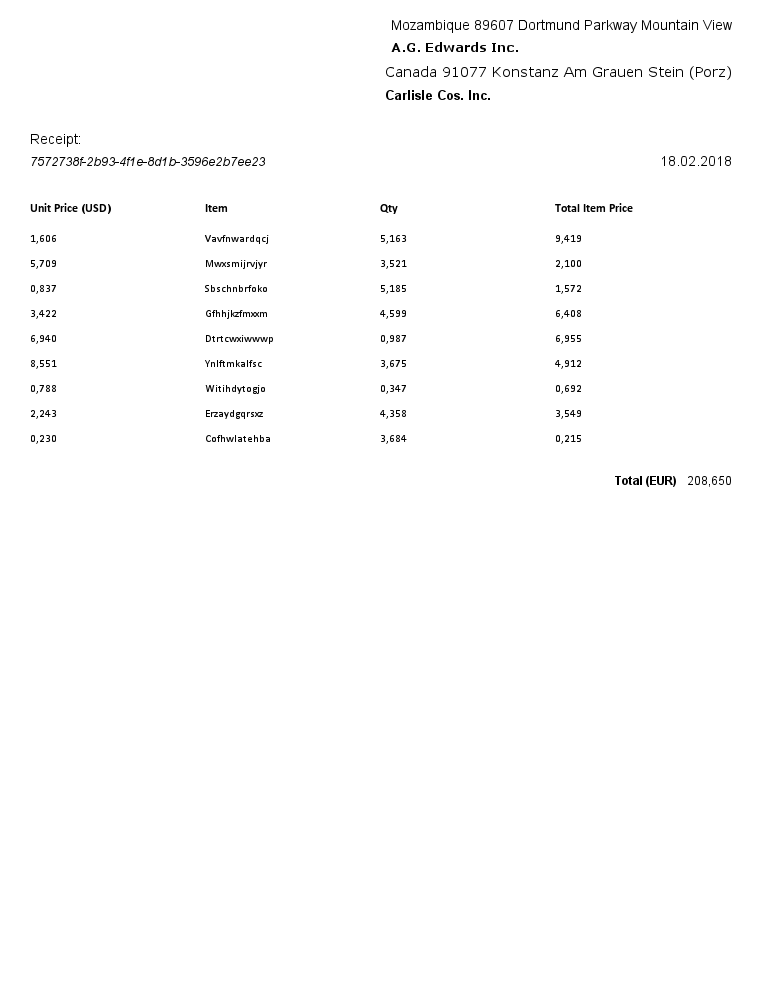 Mozambique 89607 Dortmund Parkway Mountain View
A.G. Edwards Inc.
Canada 91077 Konstanz Am Grauen Stein (Porz)
Carlisle Cos. Inc.
Receipt:
7572738f-2b93-4f1e-8d1b-3596e2b7ee23 18.02.2018
Unit Price (USD) Item Qty Total Item Price
1,606 Vavfnwardqcj 5,163 9,419
5,709 Mwxsmijrvjyr 3,521 2,100
0,837 Sbschnbrfoko 5,185 1,572
3,422 Gfhhjkzfmxxm 4,599 6,408
6,940 Dtrtcwxiwwwp 0,987 6,955
8,551 Ynlftmkalfsc 3,675 4,912
0,788 Witihdytogjo 0,347 0,692
2,243 Erzaydgqrsxz 4,358 3,549
0,230 Cofhwlatehba 3,684 0,215
Total (EUR) 208,650